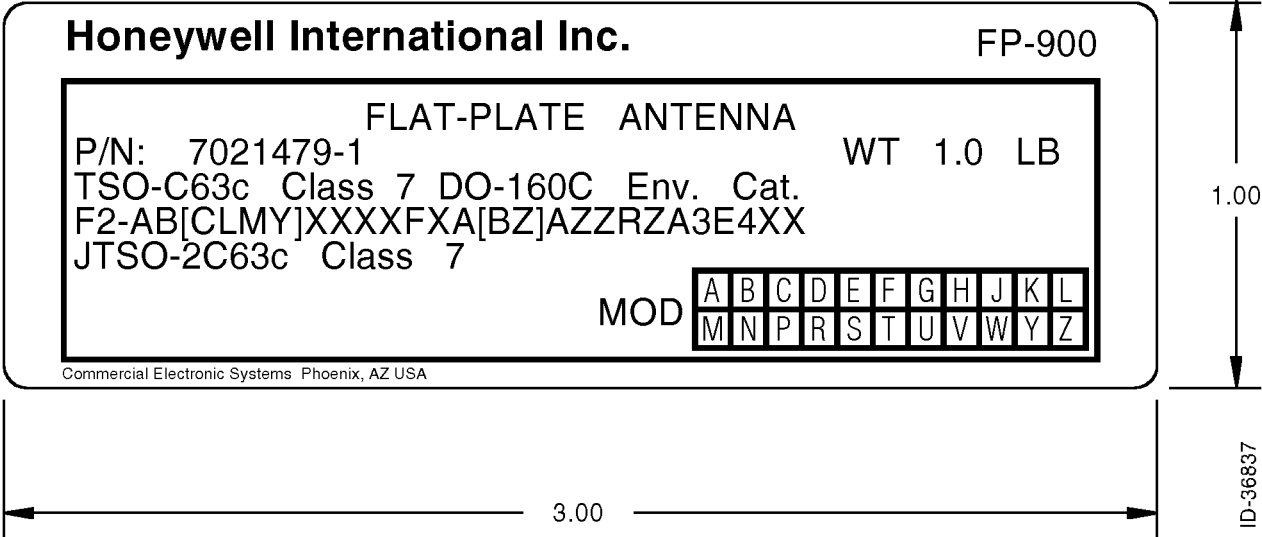 Honeywell International Inc. FP-900
FLAT-PLATE ANTENNA
P/N: 7021479-1 WT 1.0 LB
TSO-C63c Class 7 DO-160C Env. Cat.
F2-AB[CLMY]XXXXFXA[BZ]AZZRZA3E4XX
JTSO-2C63c Class 7
MOD A B C D E F G H J K L
M N P R S T U V W Y Z
Commercial Electronic Systems Phoenix, AZ USA
1.00
3.00
ID-36837